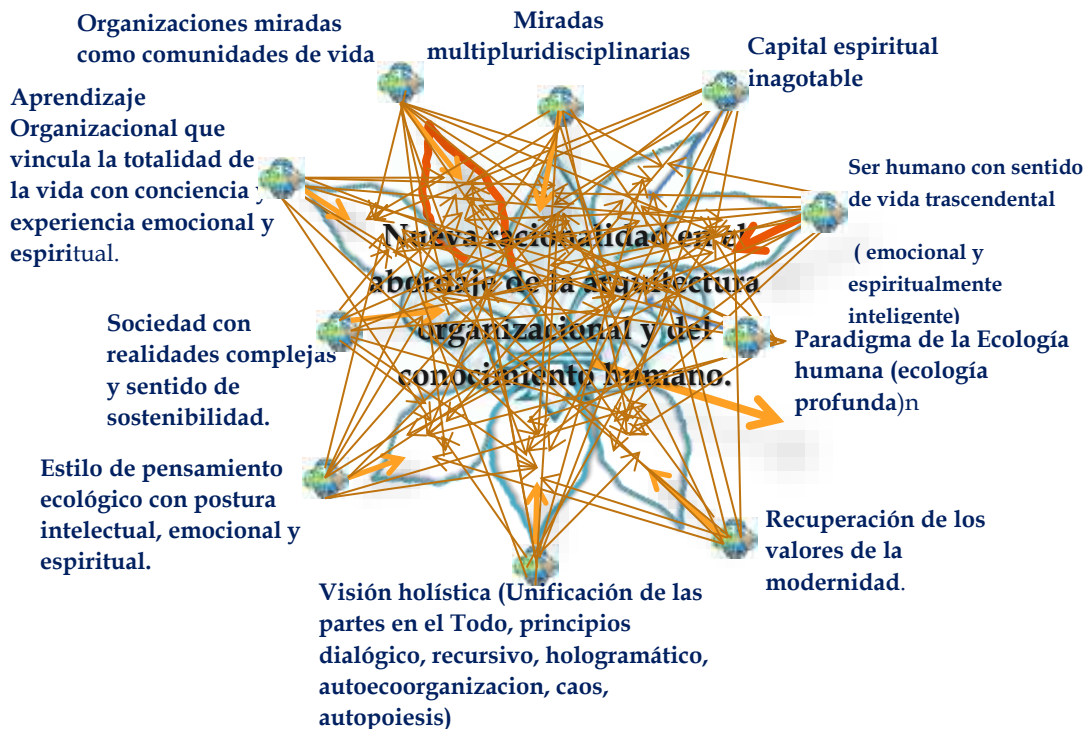 Organizaciones miradas
como comunidades de vida
Miradas
multipluridisciplinarias
Capital espiritual
inagotable
Aprendizaje
Organizacional que
vincula la totalidad de
la vida con conciencia y
experiencia emocional y
espiritual.
Ser humano con sentido
de vida trascendental
( emocional y
espiritualmente
inteligente)
Nueva racionalidad en el
abordaje de la arquitectura
organizacional y del
conocimiento humano.
Sociedad con
realidades complejas
y sentido de
sostenibilidad.
Paradigma de la Ecología
humana (ecología
profunda)n
Estilo de pensamiento
ecológico con postura
intelectual, emocional y
espiritual.
Recuperación de los
valores de la
modernidad.
Visión holística (Unificación de las
partes en el Todo, principios
dialógico, recursivo, hologramático,
autoecoorganizacion, caos,
autopoiesis)